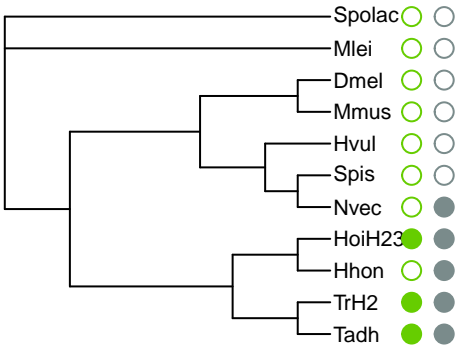 Spolac
Mlei
Dmel
Mmus
Hvul
Spis
Nvec
HoiH23
Hhon
TrH2
Tadh